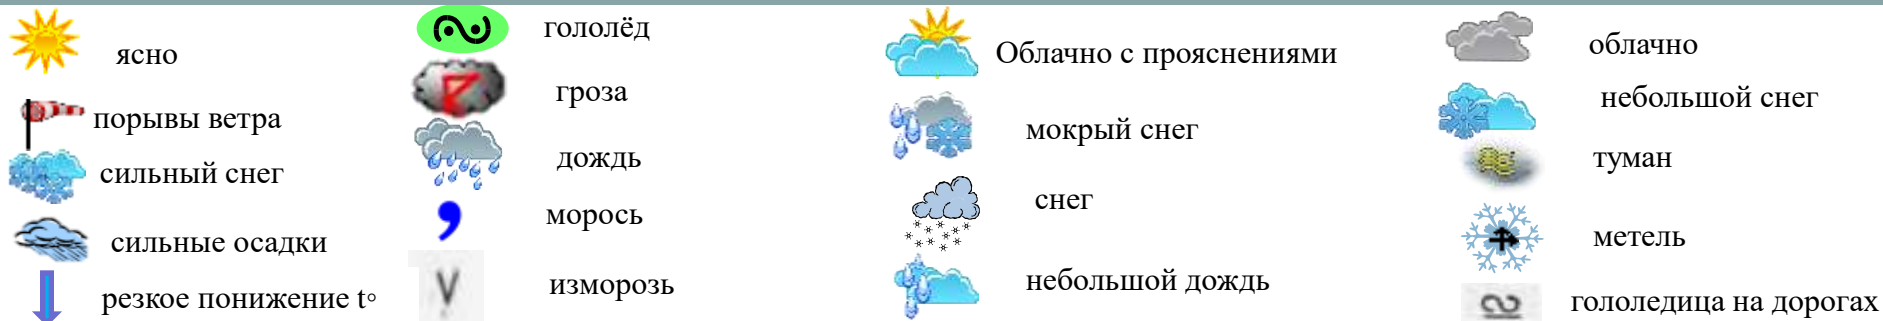 ясно
порывы ветра
сильный снег
сильные осадки
резкое понижение t°
гололёд
гроза
дождь
морось
изморозь
Облачно с прояснениями
мокрый снег
снег
небольшой дождь
облачно
небольшой снег
туман
метель
гололедица на дорогах